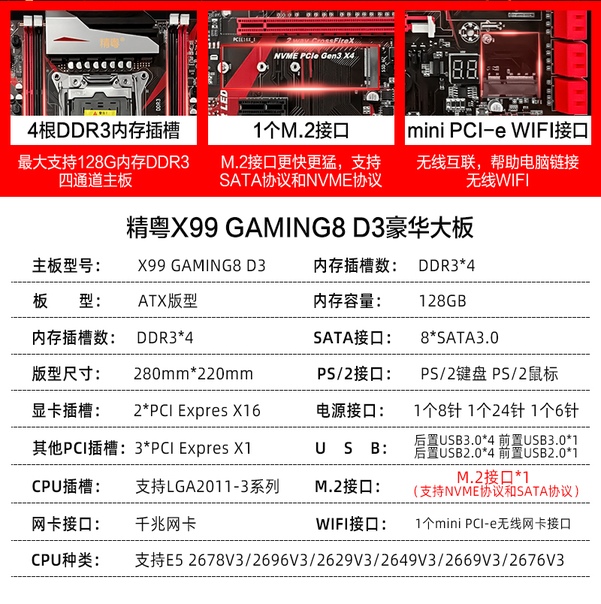 精粤
PCIE16X_1
2-way CrossFireX
NVME PCIe Gen3 X4
LED
DDR3
4根DDR3内存插槽
1个M.2接口
mini PCI-e WIFI接口
最大支持128G内存DDR3
四通道主板
M.2接口更快更猛，支持
SATA协议和NVME协议
无线互联，帮助电脑链接
无线WIFI
精粤X99 GAMING8 D3豪华大板
主板型号： X99 GAMING8 D3 内存插槽数： DDR3*4
板 型： ATX版型 内存容量： 128GB
内存插槽数： DDR3*4 SATA接口： 8*SATA3.0
版型尺寸： 280mm*220mm PS/2接口： PS/2键盘 PS/2鼠标
显卡插槽： 2*PCI Expres X16 电源接口： 1个8针 1个24针 1个6针
其他PCI插槽： 3*PCI Expres X1 U S B： 后置USB3.0*4 前置USB3.0*1
后置USB2.0*4 前置USB2.0*1
CPU插槽： 支持LGA2011-3系列 M.2接口： M.2接口*1
（支持NVME协议和SATA协议）
网卡接口： 千兆网卡 WIFI接口： 1个mini PCI-e无线网卡接口
CPU种类： 支持E5 2678V3/2696V3/2629V3/2649V3/2669V3/2676V3